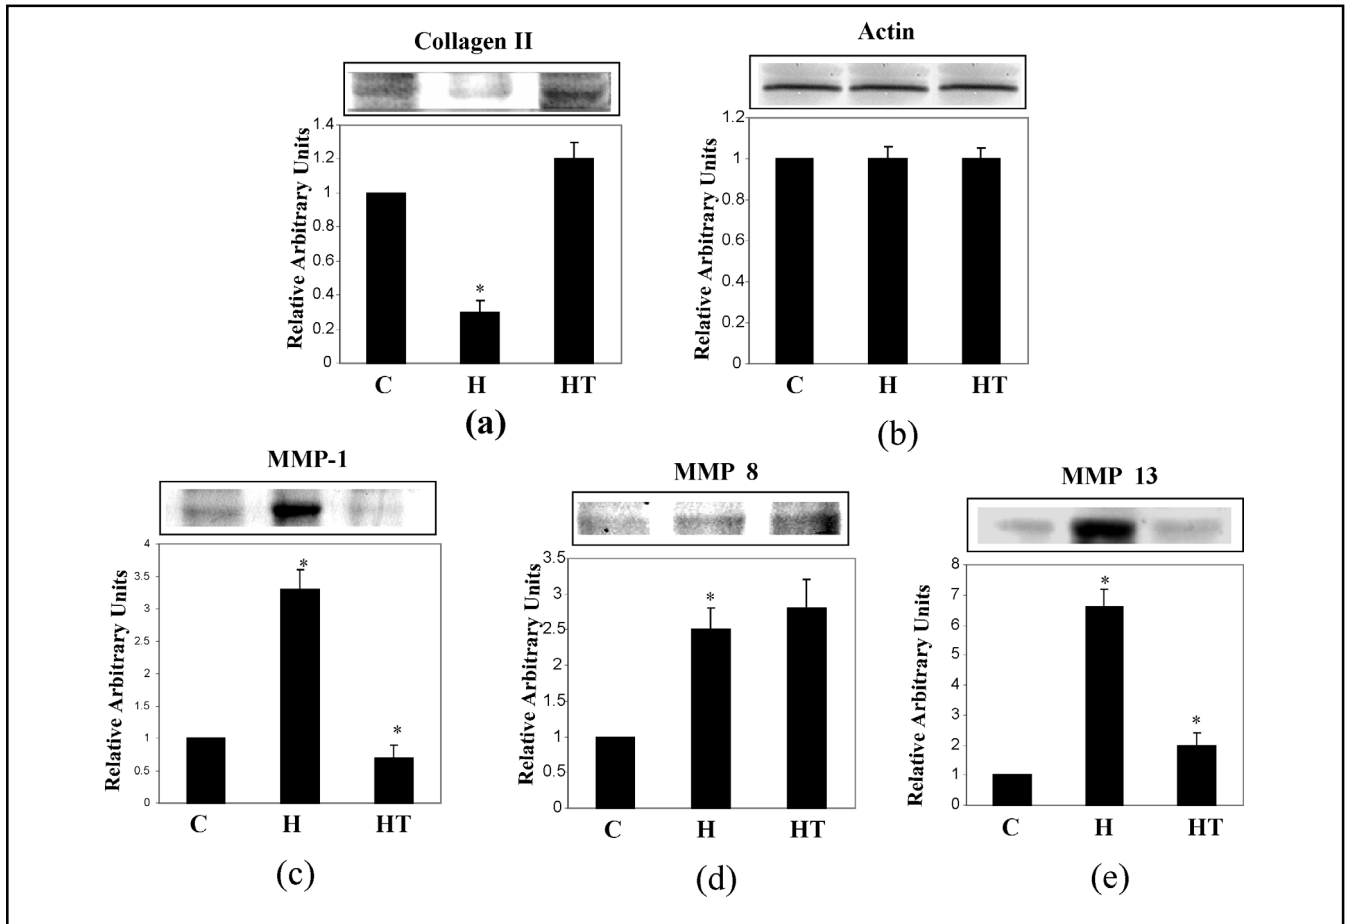 Collagen II
Relative Arbitrary Units
1.4
1.2
1
0.8
0.6
0.4
0.2
0
*
C H HT
(a)
Actin
Relative Arbitrary Units
1.2
1
0.8
0.6
0.4
0.2
0
C H HT
(b)
MMP-1
Relative Arbitrary Units
4
3.5
3
2.5
2
1.5
1
0.5
0
* *
C H HT
(c)
MMP 8
Relative Arbitrary Units
3.5
3
2.5
2
1.5
1
0.5
0
*
C H HT
(d)
MMP 13
Relative Arbitrary Units
8
7
6
5
4
3
2
1
0
* *
C H HT
(e)